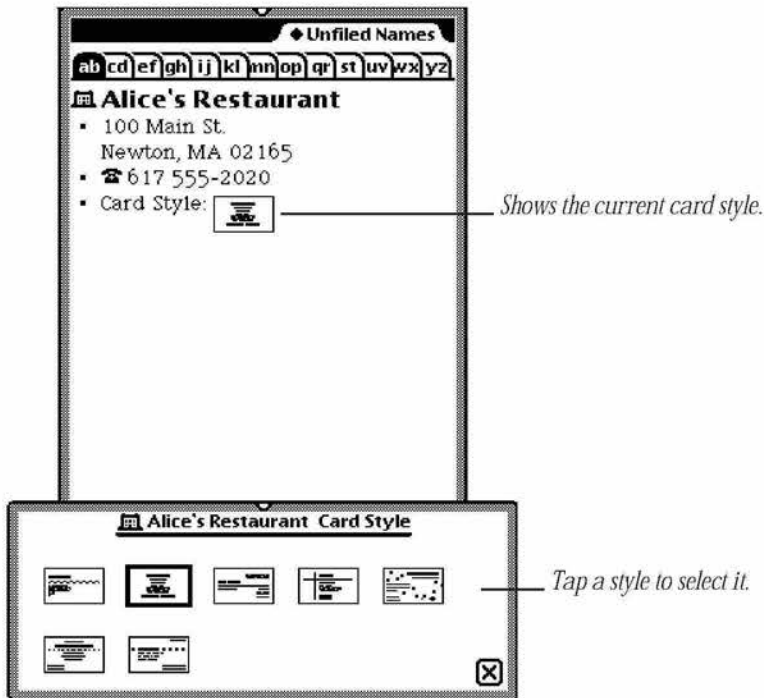 Unfiled Names
ab cd ef gh ij kl mn op qr st uv wx yz
Alice's Restaurant
100 Main St.
Newton, MA 02165
617 555-2020
Card Style:
Shows the current card style.
Alice's Restaurant Card Style
Tap a style to select it.